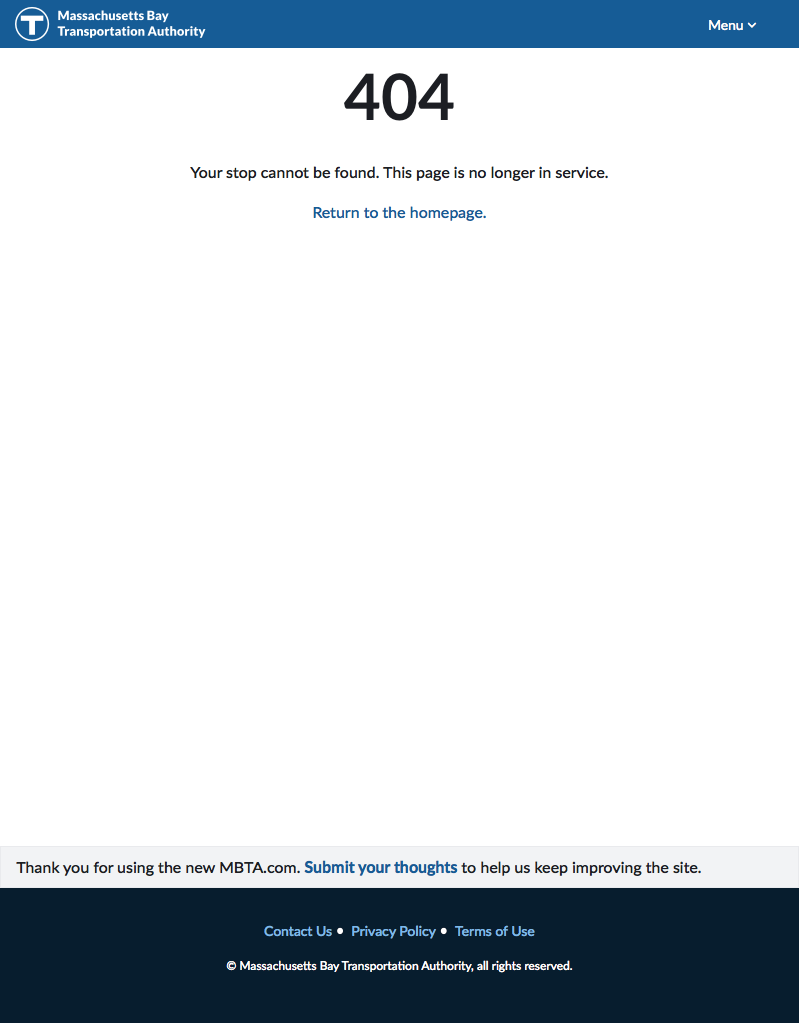 T
Massachusetts Bay
Transportation Authority
Menu
404
Your stop cannot be found. This page is no longer in service.
Return to the homepage.
Thank you for using the new MBTA.com. Submit your thoughts to help us keep improving the site.
Contact Us • Privacy Policy • Terms of Use
© Massachusetts Bay Transportation Authority, all rights reserved.